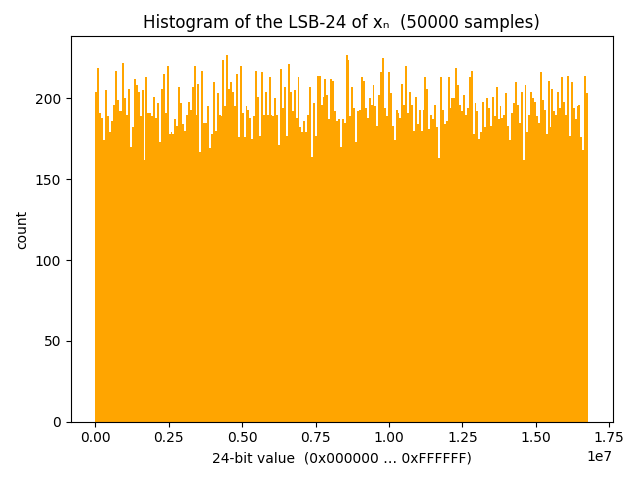 Histogram of the LSB-24 of xₙ (50000 samples)
count
200
150
100
50
0
0.00 0.25 0.50 0.75 1.00 1.25 1.50 1.75
1e7
24-bit value (0x000000 … 0xFFFFFF)